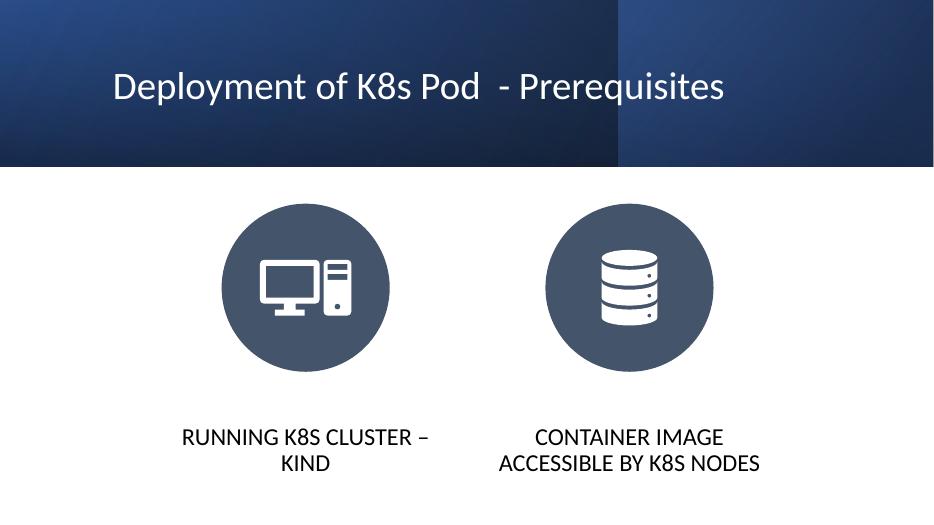 Deployment of K8s Pod  - Prerequisites
RUNNING K8S CLUSTER –
KIND
CONTAINER IMAGE
ACCESSIBLE BY K8S NODES